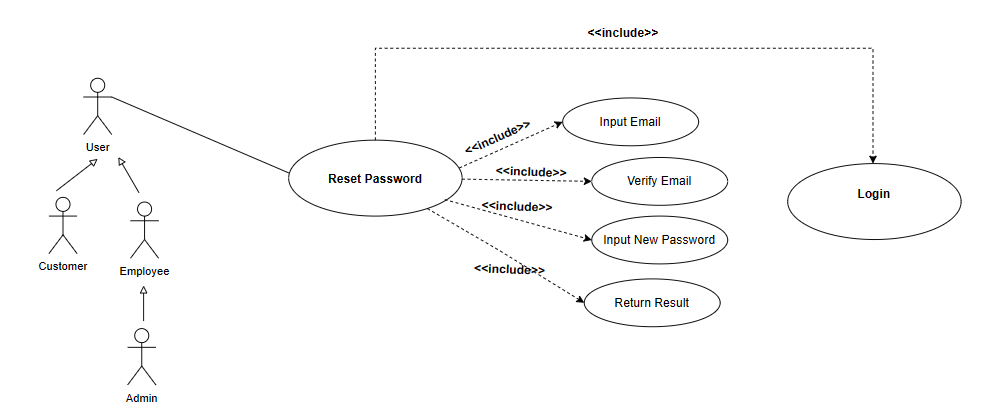 <<include>>
User
Customer
Employee
Admin
Reset Password
<<include>>
Input Email
<<include>>
Verify Email
<<include>>
Input New Password
<<include>>
Return Result
Login